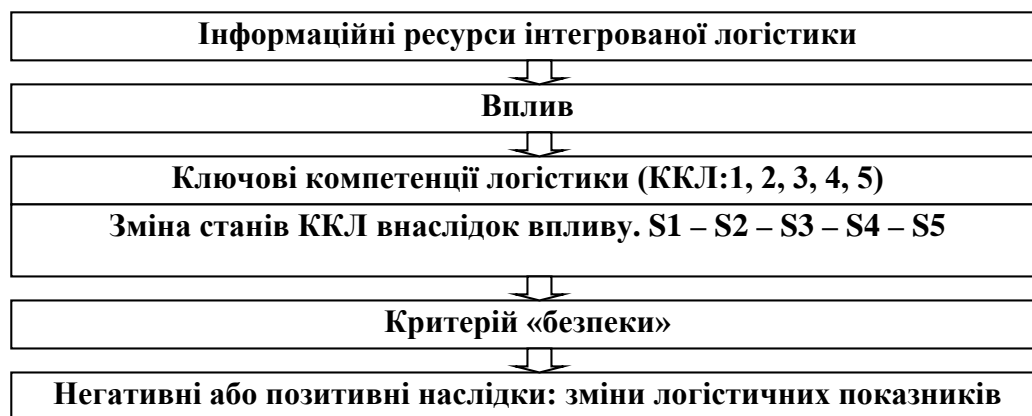 Інформаційні ресурси інтегрованої логістики
Вплив
Ключові компетенції логістики (ККЛ:1, 2, 3, 4, 5)
Зміна станів ККЛ внаслідок впливу. S1 – S2 – S3 – S4 – S5
Критерій «безпеки»
Негативні або позитивні наслідки: зміни логістичних показників